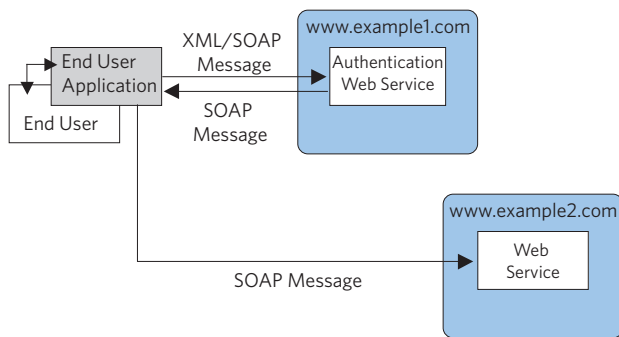 www.example1.com
XML/SOAP
Message
End User
Application
Authentication
Web Service
SOAP
Message
End User
www.example2.com
Web
Service
SOAP Message